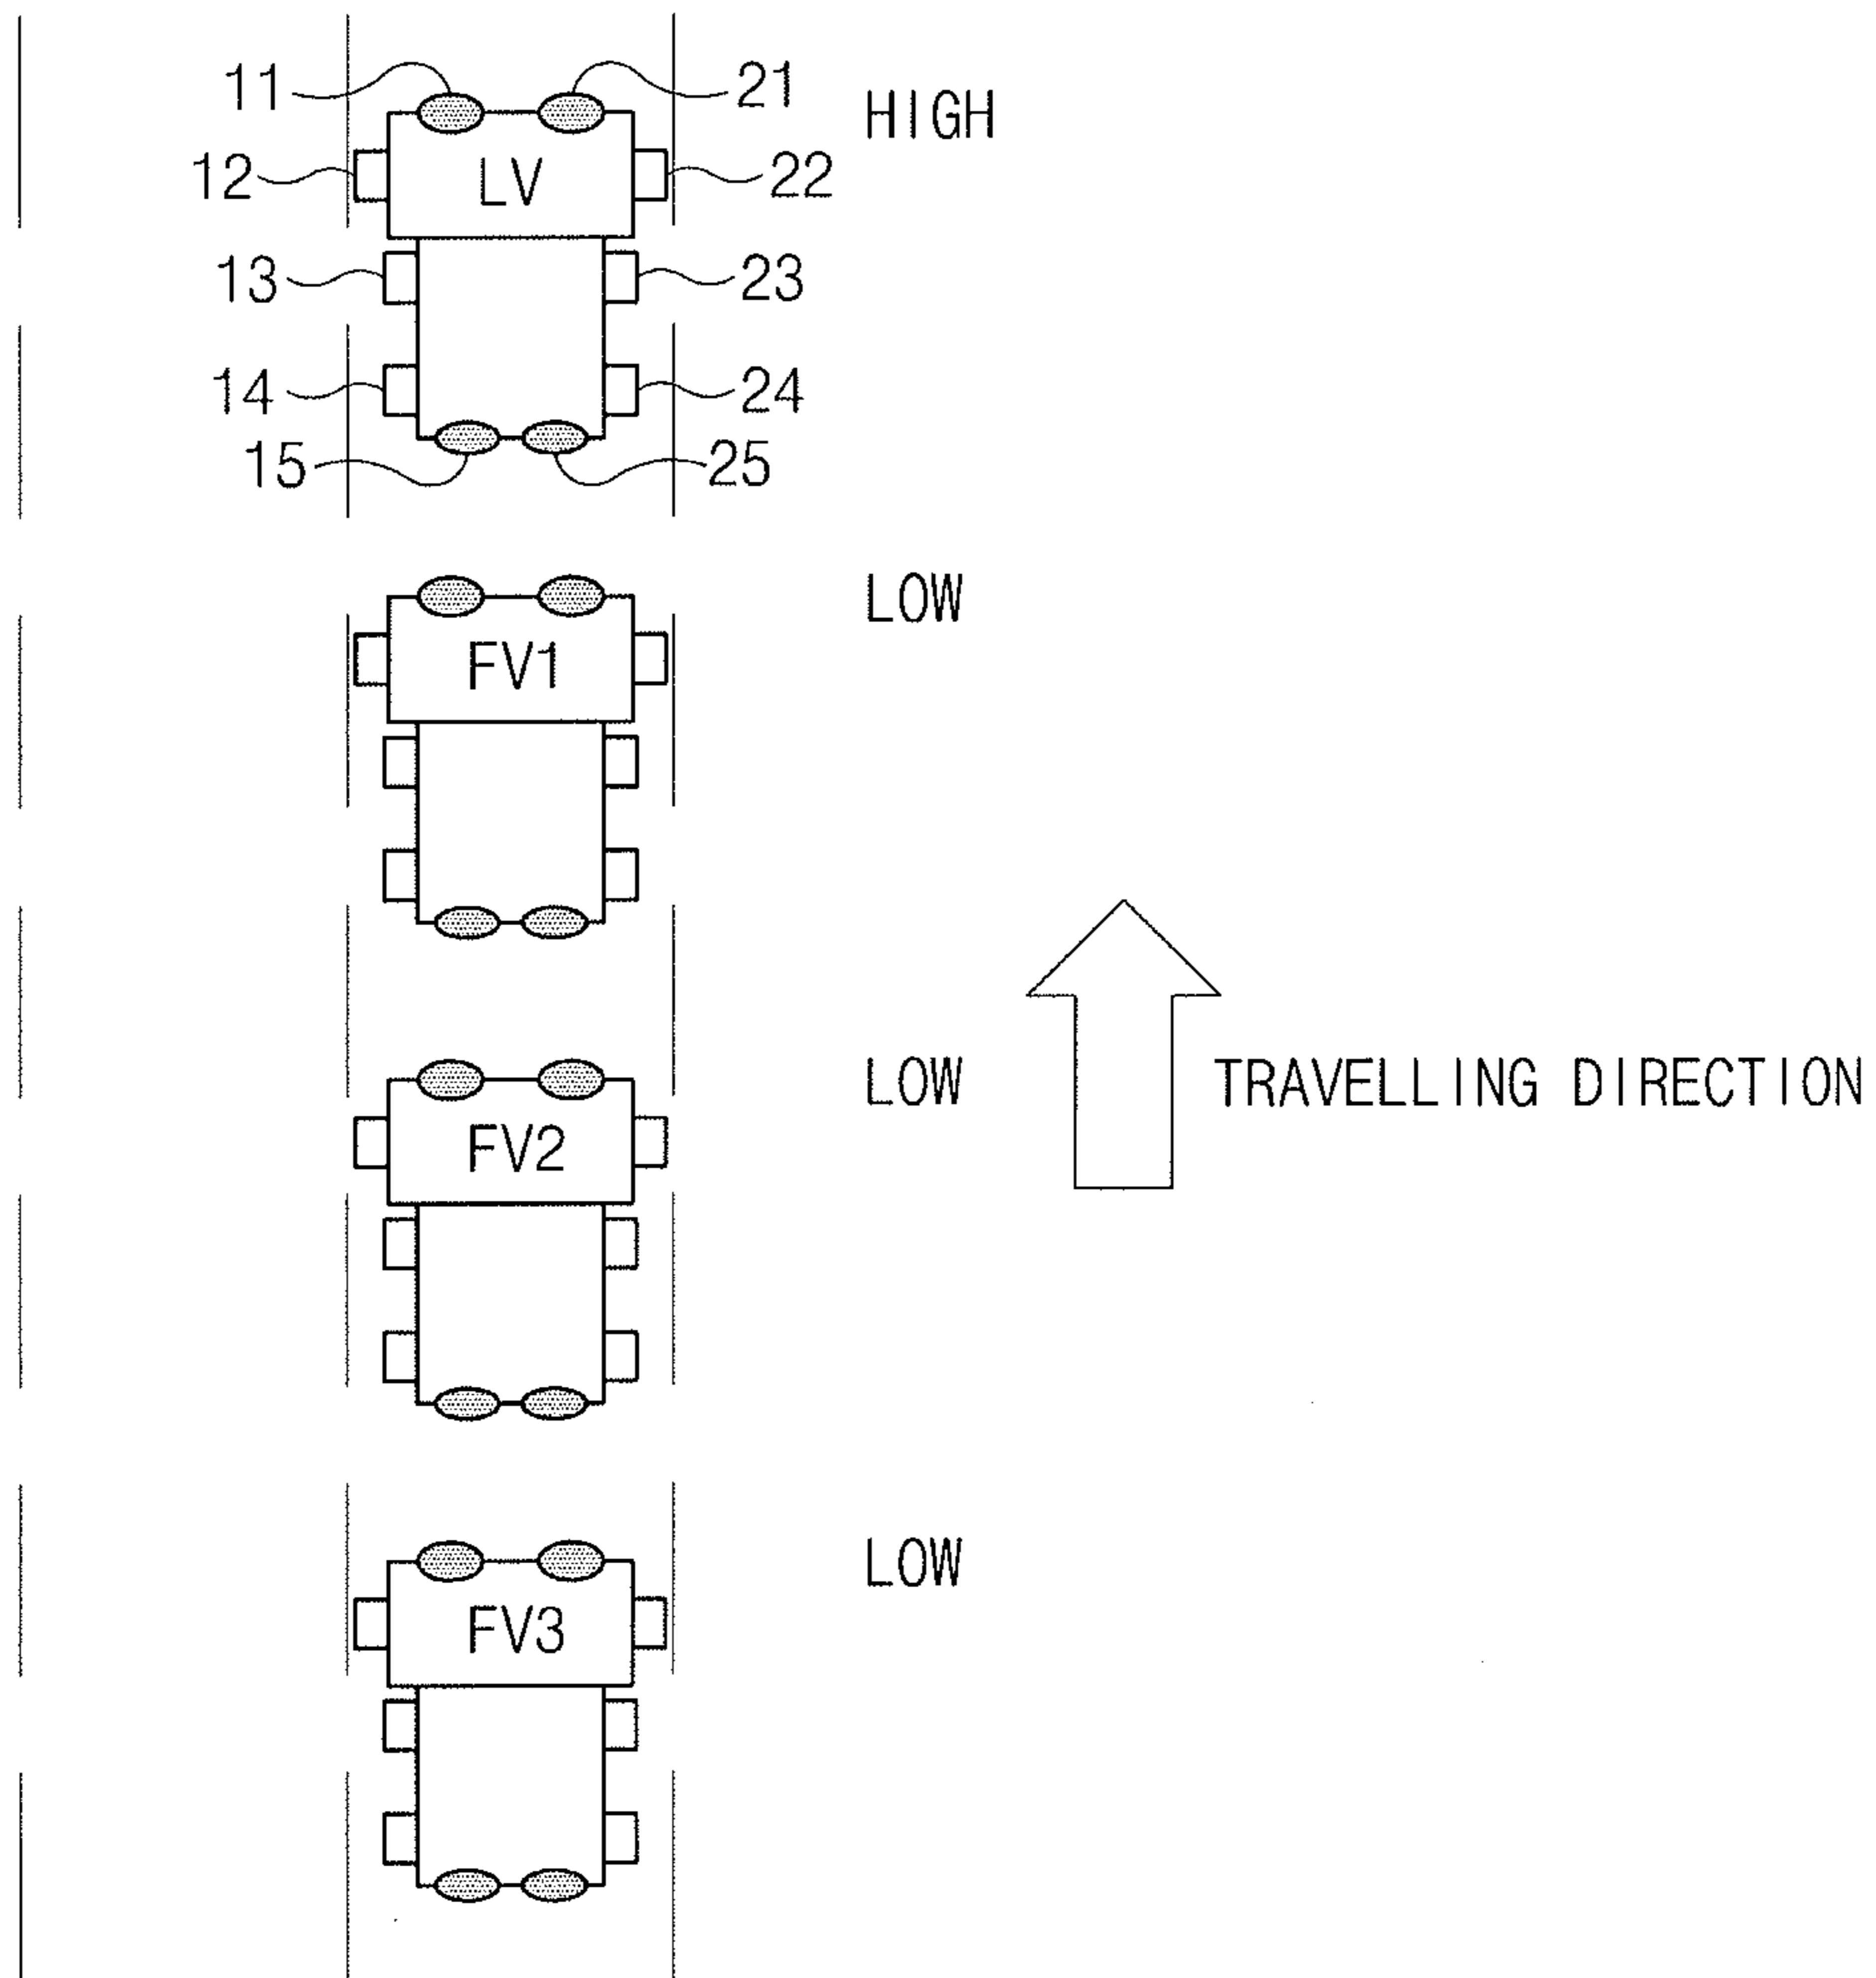 11 21 HIGH
12 LV 22
13 23
14 24
15 25
LOW
FV1
LOW TRAVELLING DIRECTION
FV2
LOW
FV3